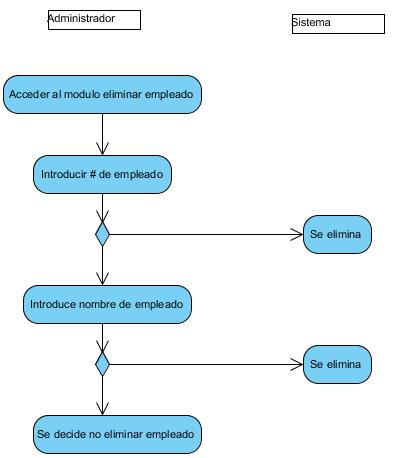 Administrador
Sistema
Acceder al modulo eliminar empleado
Introducir # de empleado
Se elimina
Introduce nombre de empleado
Se elimina
Se decide no eliminar empleado